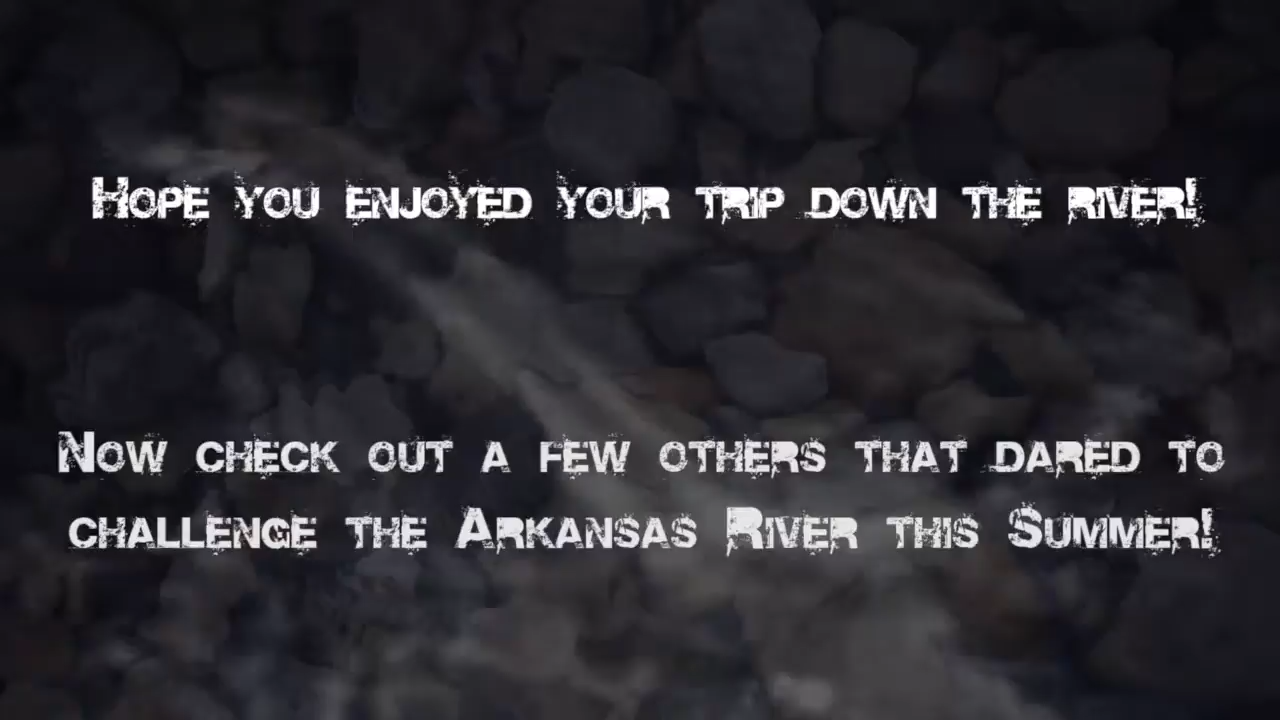 Hope you enjoyed your trip down the river!
Now check out a few others that dared to
challenge the Arkansas River this Summer!